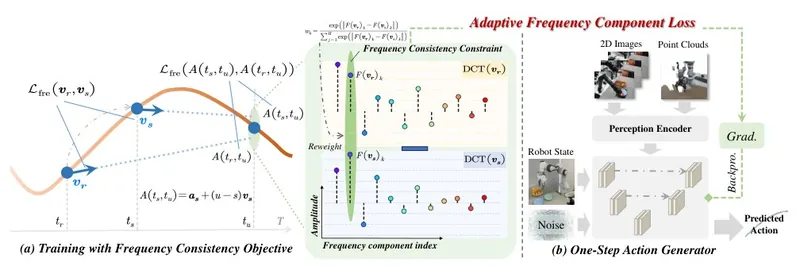 Adaptive Frequency Component Loss
w_k = exp(|F(v_r)_k − F(v_s)_k|) / ∑_{j=1}^{H} exp(|F(v_r)_j − F(v_s)_j|)
Frequency Consistency Constraint
L_fre(v_r, v_s)
L_fre(A(t_s, t_u), A(t_r, t_u))
v_s
A(t_s, t_u)
v_r
A(t_r, t_u)
A(t_s, t_u) = a_s + (u − s)v_s
t_r
t_s
t_u
T
(a) Training with Frequency Consistency Objective
F(v_r)_k
DCT(v_r)
Reweight
F(v_s)_k
DCT(v_s)
Amplitude
Frequency component index
2D Images
Point Clouds
Perception Encoder
Grad.
Robot State
Backpro.
Noise
Predicted
Action
(b) One-Step Action Generator